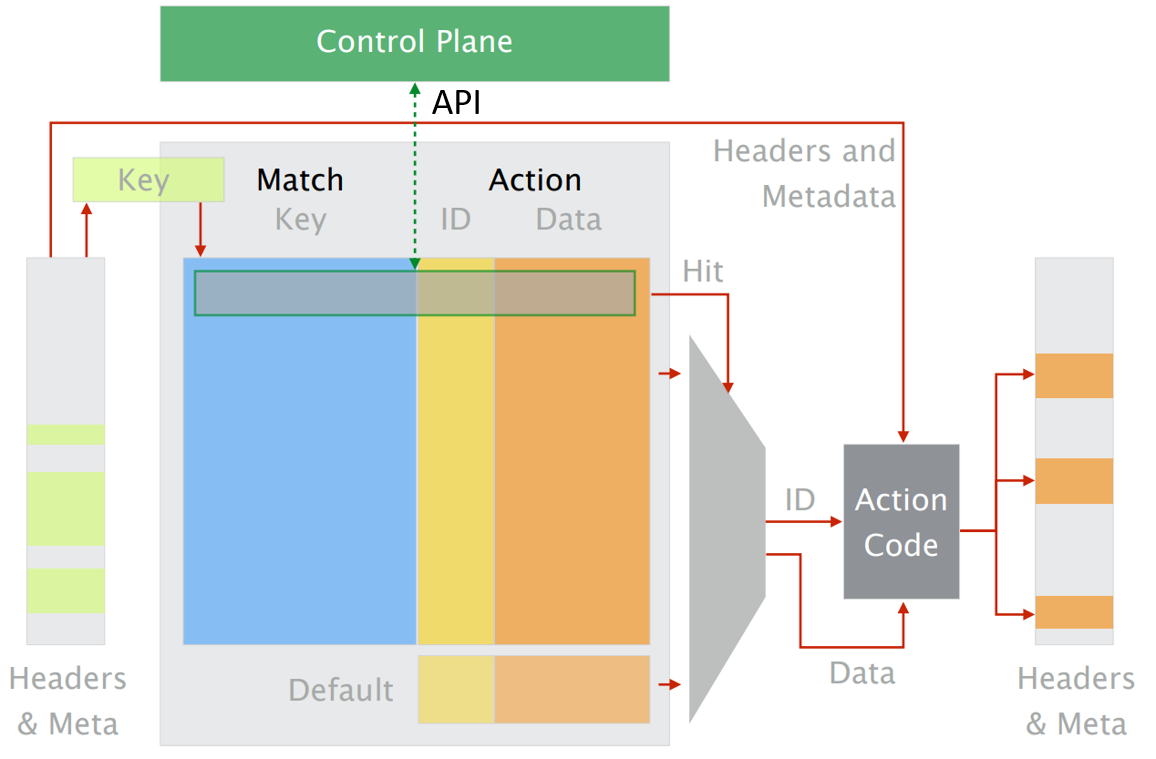 Control Plane
API
Headers and
Metadata
Key
Match
Action
Key
ID
Data
Hit
ID
Action
Code
Data
Default
Headers
& Meta
Headers
& Meta